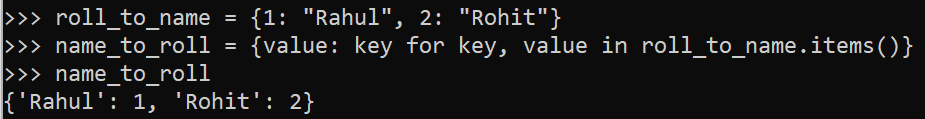 >>> roll_to_name = {1: "Rahul", 2: "Rohit"}
>>> name_to_roll = {value: key for key, value in roll_to_name.items()}
>>> name_to_roll
{'Rahul': 1, 'Rohit': 2}